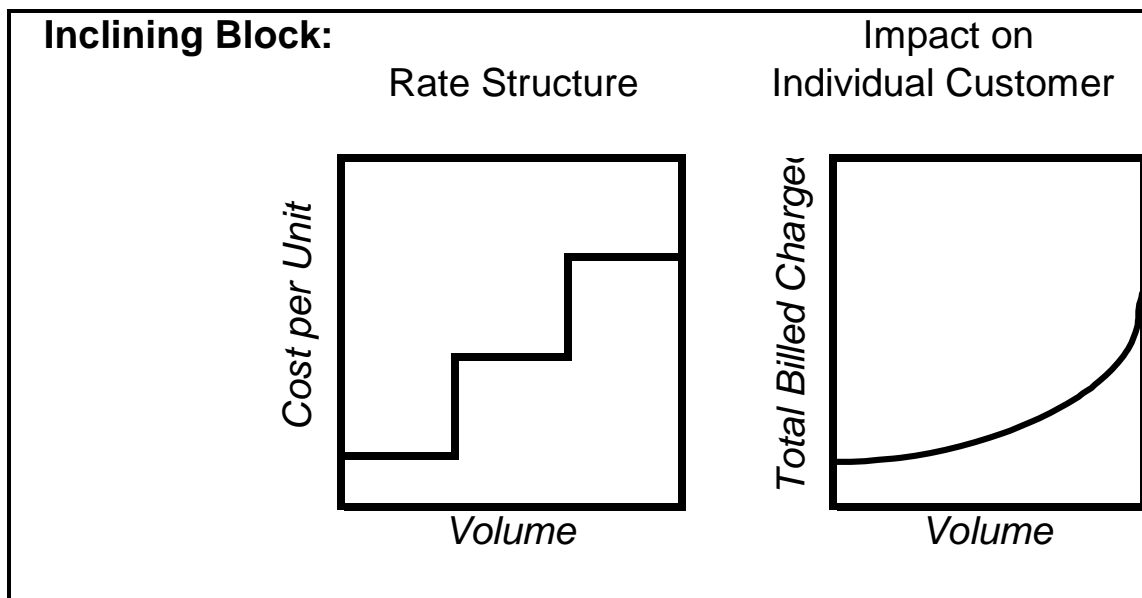 Inclining Block:
Rate Structure
Impact on
Individual Customer
Cost per Unit
Volume
Total Billed Charge
Volume